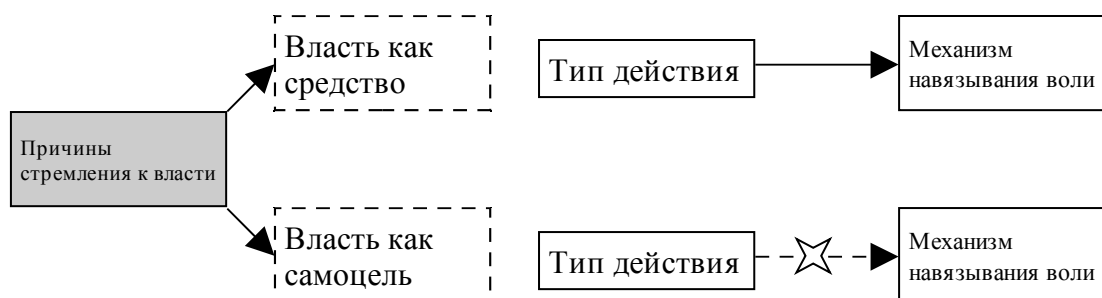 Власть как
средство
Тип действия
Механизм
навязывания воли
Причины
стремления к власти
Власть как
самоцель
Тип действия
Механизм
навязывания воли